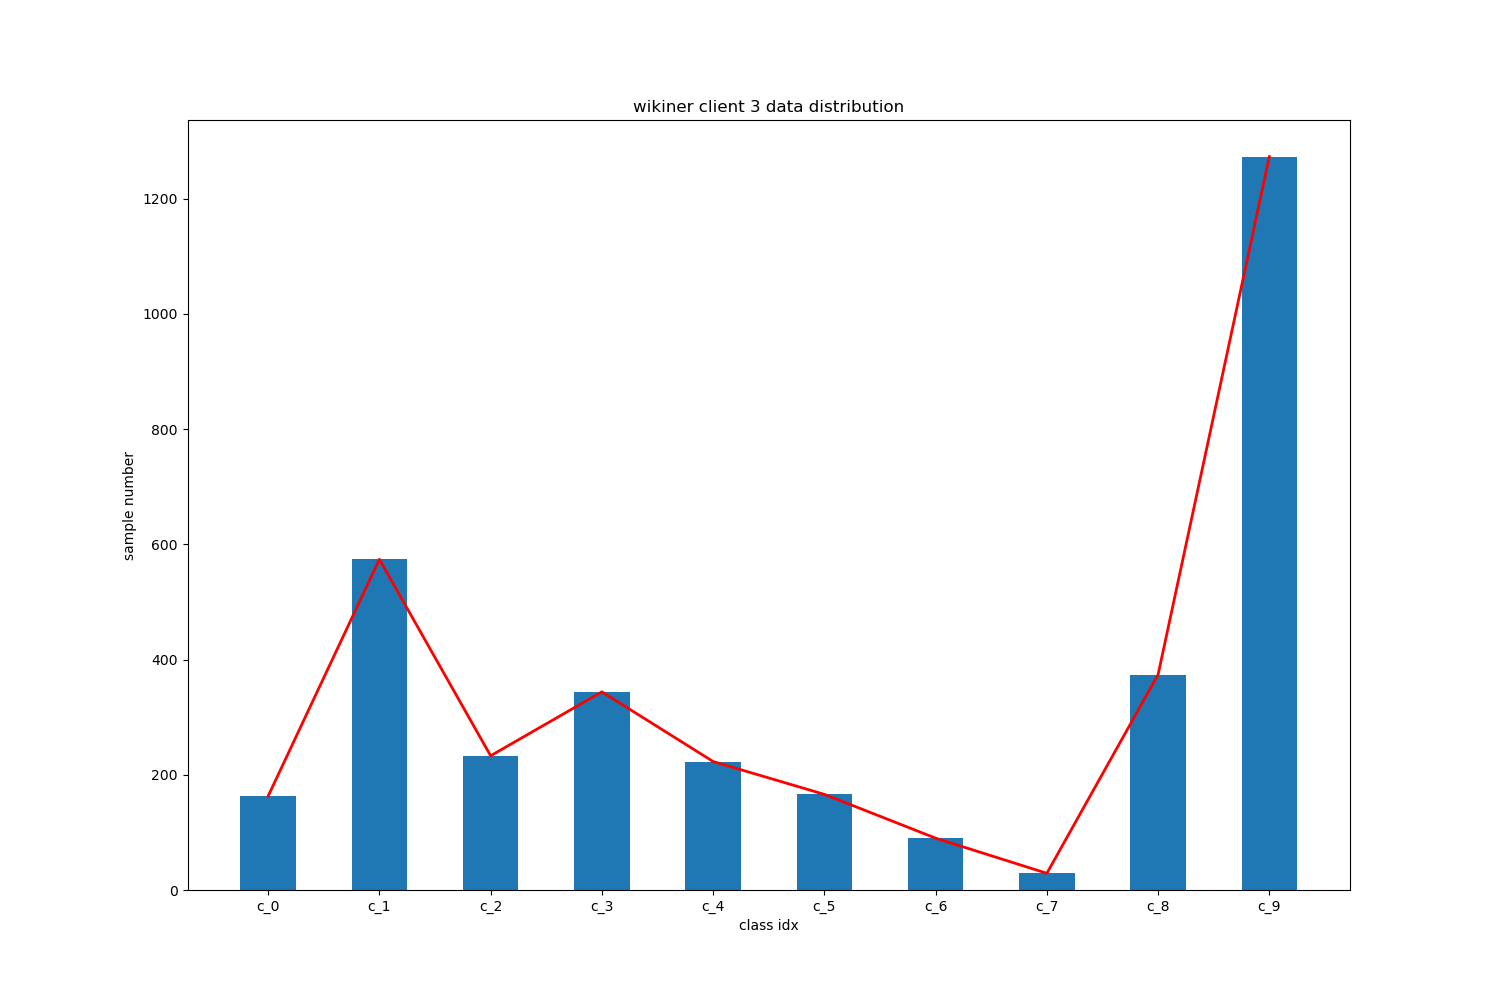 wikiner client 3 data distribution
sample number
1200
1000
800
600
400
200
0
c_0 c_1 c_2 c_3 c_4 c_5 c_6 c_7 c_8 c_9
class idx